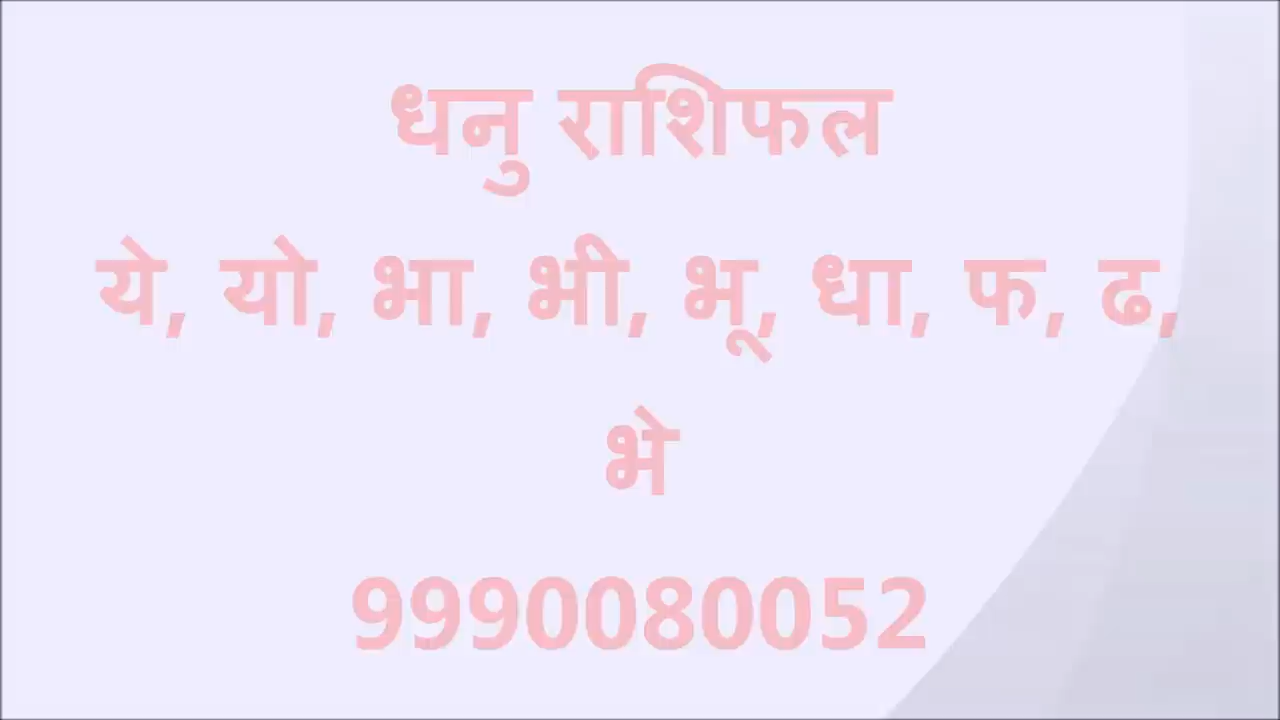 धनु राशिफल
ये, यो, भा, भी, भू, धा, फ, ढ,
भे
9990080052